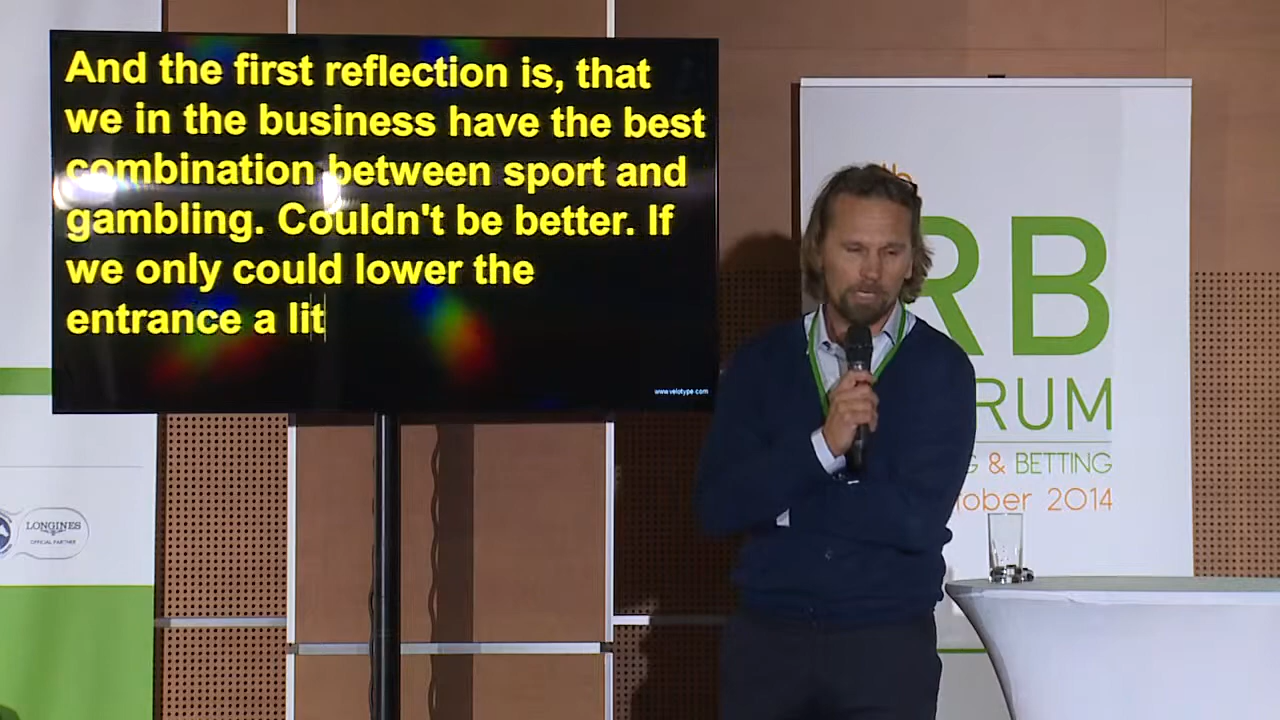 And the first reflection is, that
we in the business have the best
combination between sport and
gambling. Couldn't be better. If
we only could lower the
entrance a lit
www.velotype.com
RB
RUM
& BETTING
tober 2014
LONGINES
OFFICIAL PARTNER